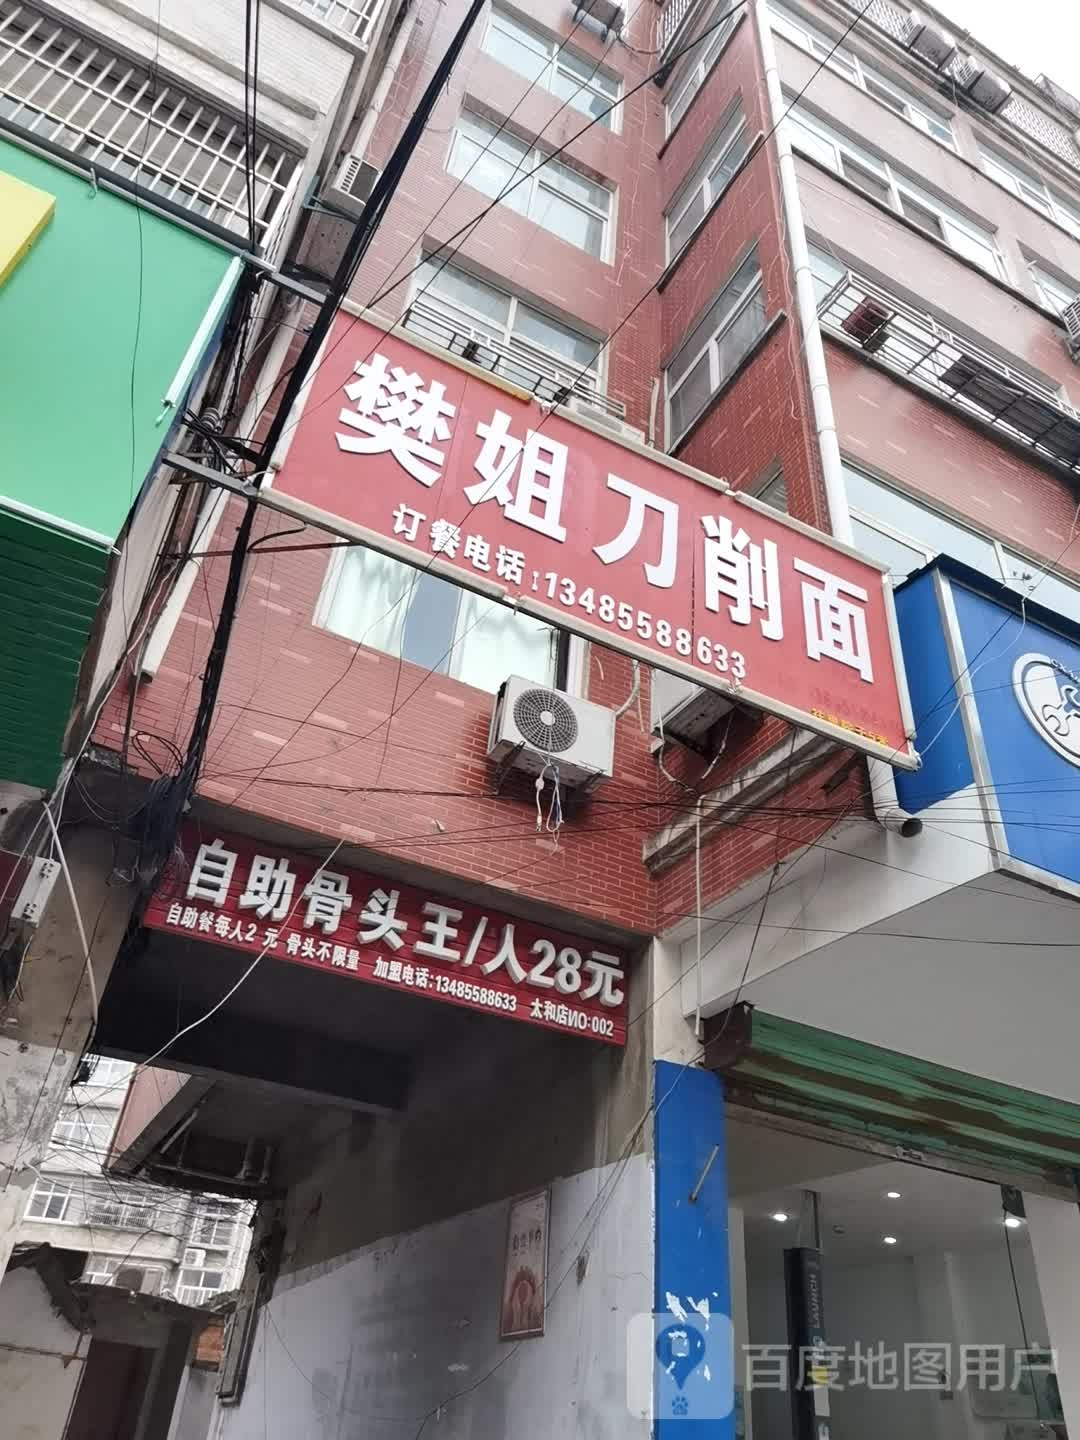 樊姐刀削面
订餐电话:13485588633
自助骨头王/人28元
自助餐每人2 元 骨头不限量 加盟电话:13485588633 太和店NO:002
LAUNCH
百度地图用户